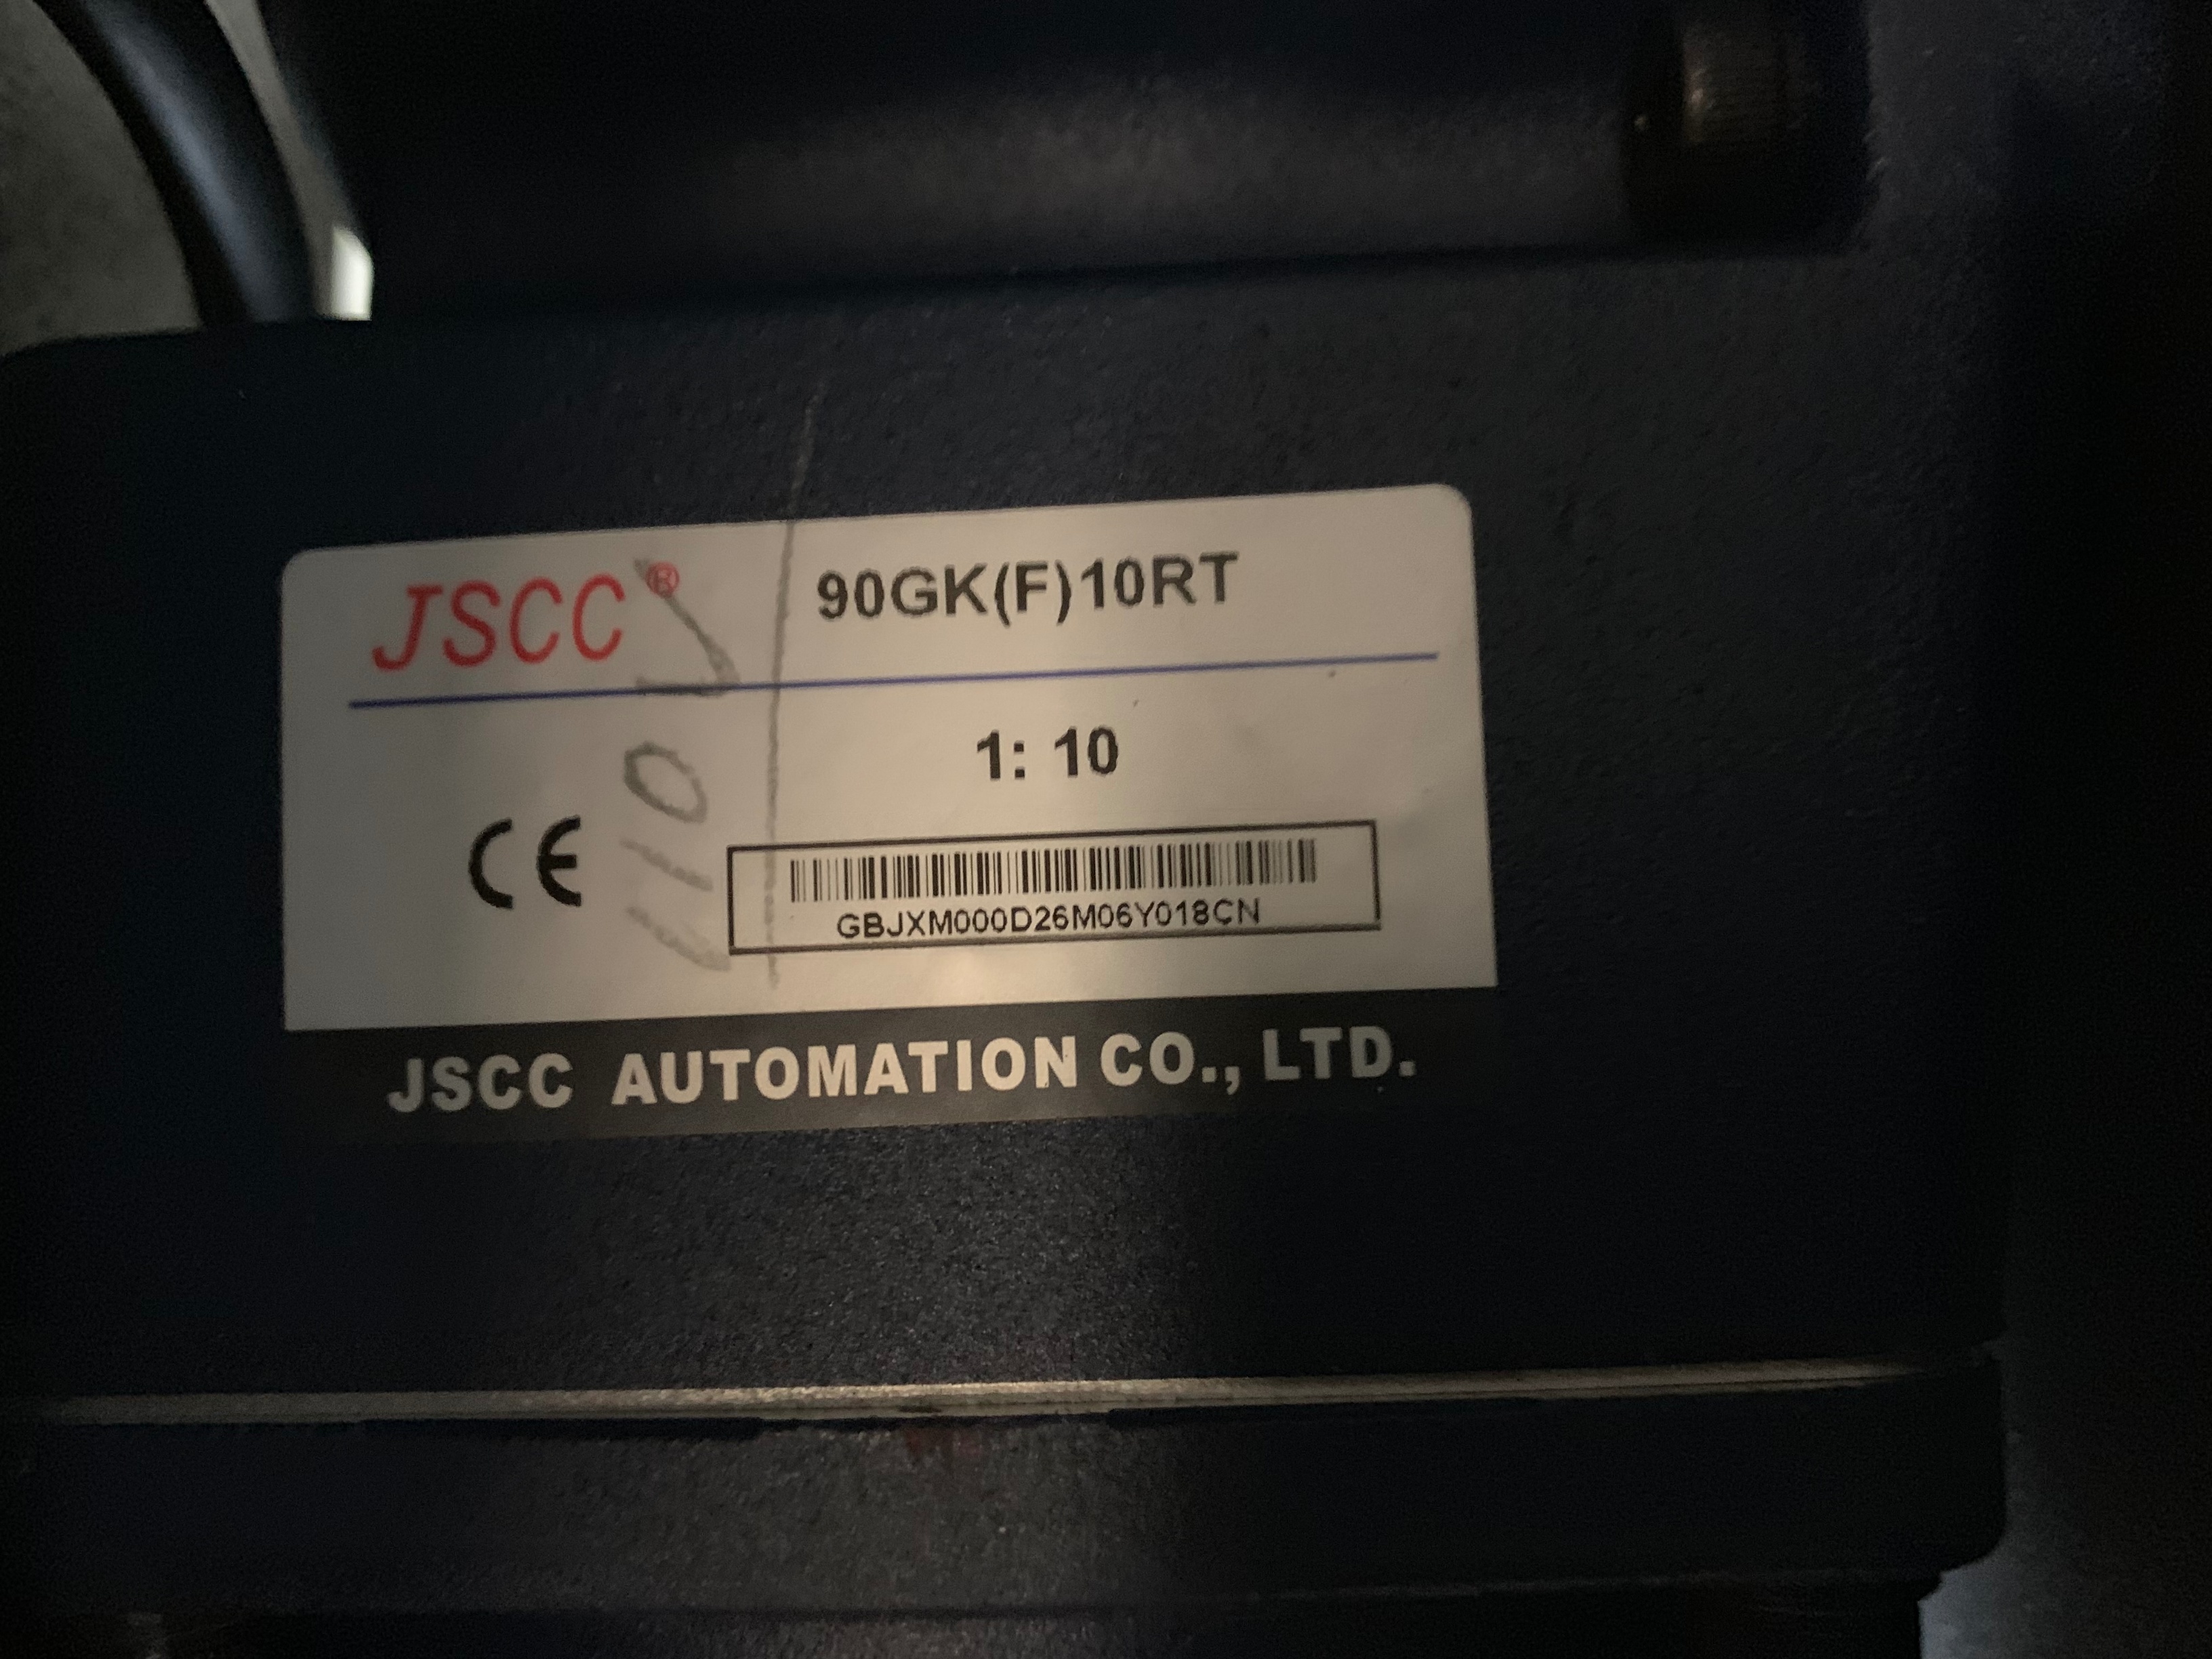 JSCC® 90GK(F)10RT
1: 10
CE
GBJXM000D26M06Y018CN
JSCC AUTOMATION CO., LTD.